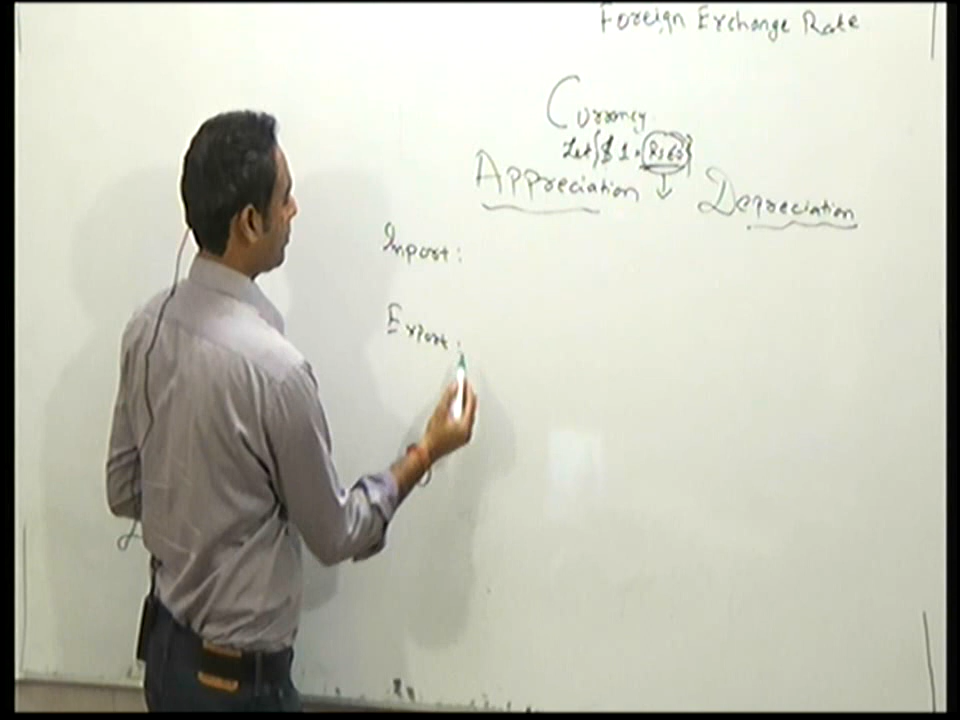 Foreign Exchange Rate
Currency
Let { $ 1 = Rs 60 }
Appreciation Depreciation
Import :
Export :